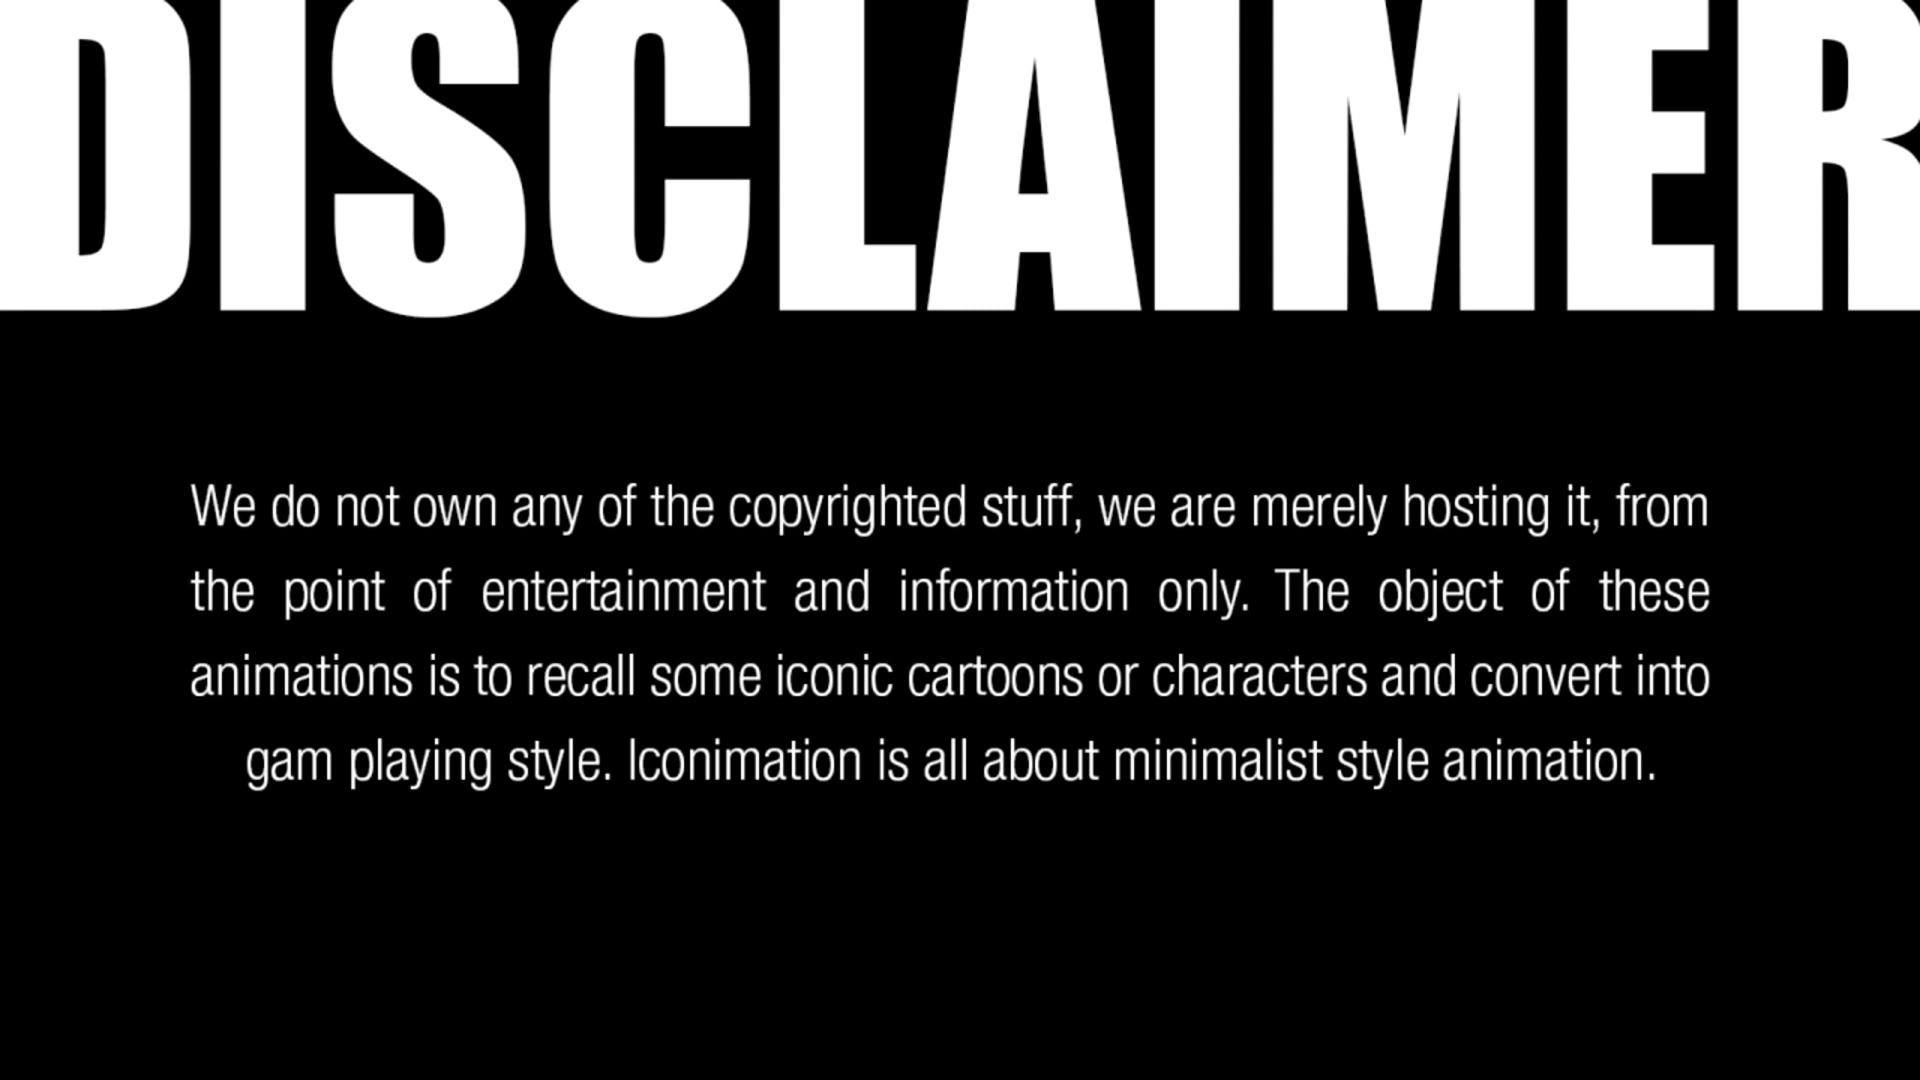 DISCLAIMER
We do not own any of the copyrighted stuff, we are merely hosting it, from
the point of entertainment and information only. The object of these
animations is to recall some iconic cartoons or characters and convert into
gam playing style. Iconimation is all about minimalist style animation.